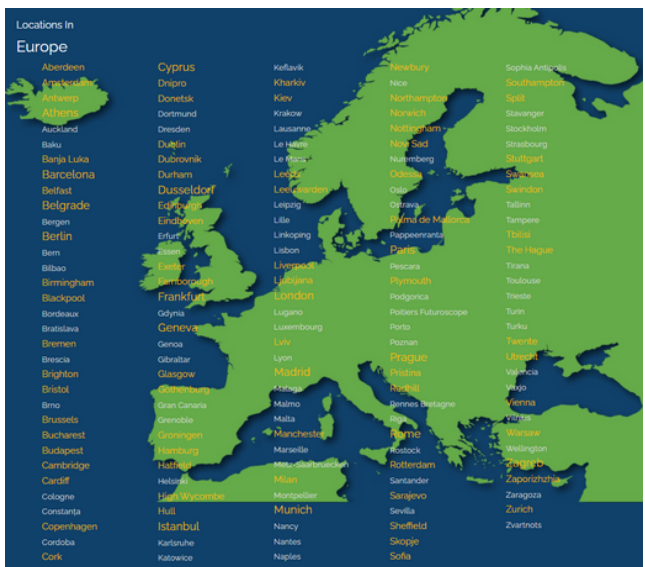 Locations In
Europe
Aberdeen
Amsterdam
Antwerp
Athens
Auckland
Baku
Banja Luka
Barcelona
Belfast
Belgrade
Bergen
Berlin
Bern
Bilbao
Birmingham
Blackpool
Bordeaux
Bratislava
Bremen
Brescia
Brighton
Bristol
Brno
Brussels
Bucharest
Budapest
Cambridge
Cardiff
Cologne
Constanța
Copenhagen
Cordoba
Cork
Cyprus
Dnipro
Donetsk
Dortmund
Dresden
Dublin
Dubrovnik
Durham
Dusseldorf
Edinburgh
Eindhoven
Erfurt
Essen
Exeter
Farnborough
Frankfurt
Gdynia
Geneva
Genoa
Gibraltar
Glasgow
Gothenburg
Gran Canaria
Grenoble
Groningen
Hamburg
Hatfield
Helsinki
High Wycombe
Hull
Istanbul
Karlsruhe
Katowice
Keflavik
Kharkiv
Kiev
Krakow
Lausanne
Le Havre
Le Mans
Leeds
Leeuwarden
Leipzig
Lille
Linkoping
Lisbon
Liverpool
Ljubljana
London
Lugano
Luxembourg
Lviv
Lyon
Madrid
Malaga
Malmo
Malta
Manchester
Marseille
Metz-Saarbruecken
Milan
Montpellier
Munich
Nancy
Nantes
Naples
Newbury
Nice
Northampton
Norwich
Nottingham
Novi Sad
Nuremberg
Odessa
Oslo
Ostrava
Palma de Mallorca
Pappeenranta
Paris
Pescara
Plymouth
Podgorica
Poitiers Futuroscope
Porto
Poznan
Prague
Pristina
Redhill
Rennes Bretagne
Riga
Rome
Rostock
Rotterdam
Santander
Sarajevo
Sevilla
Sheffield
Skopje
Sofia
Sophia Antipolis
Southampton
Split
Stavanger
Stockholm
Strasbourg
Stuttgart
Swansea
Swindon
Tallinn
Tampere
Tbilisi
The Hague
Tirana
Toulouse
Trieste
Turin
Turku
Twente
Utrecht
Valencia
Vaxjo
Vienna
Vilnius
Warsaw
Wellington
Zagreb
Zaporizhzhia
Zaragoza
Zurich
Zvartnots